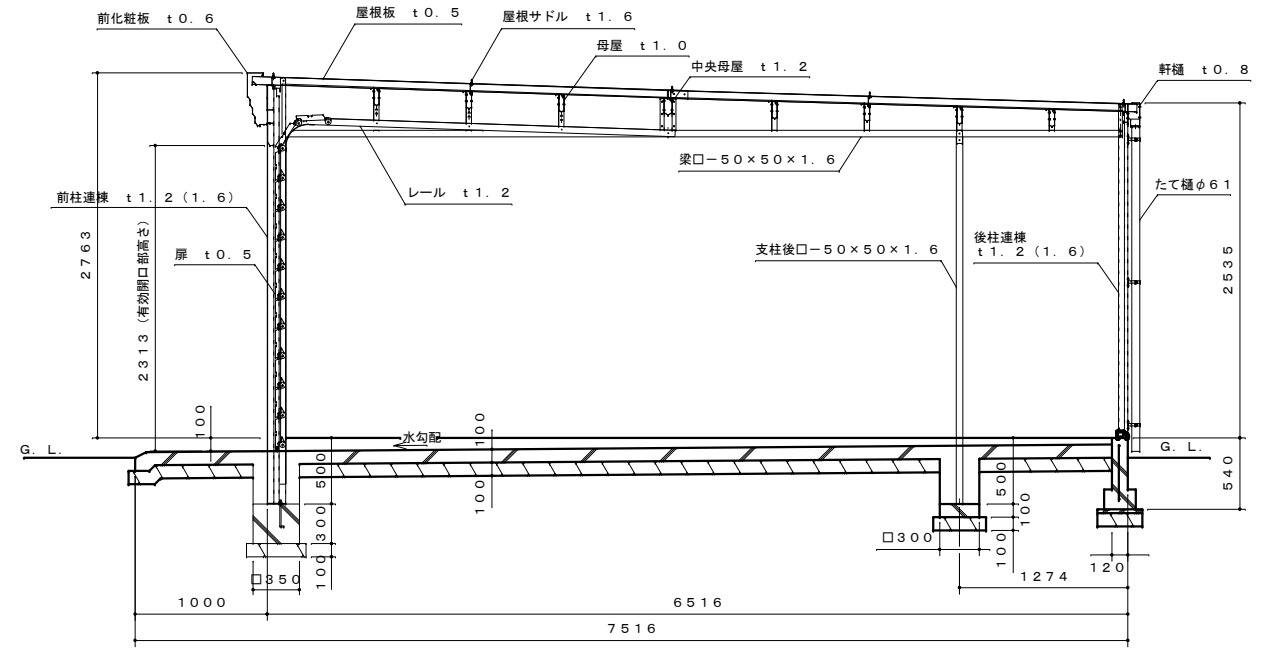 前化粧板 t0.6
屋根板 t0.5
屋根サドル t1.6
母屋 t1.0
中央母屋 t1.2
軒樋 t0.8
梁□-50×50×1.6
レール t1.2
たて樋φ61
前柱連棟 t1.2(1.6)
扉 t0.5
支柱後□-50×50×1.6
後柱連棟
t1.2(1.6)
2763
2313(有効開口部高さ)
2535
100
水勾配
100
G.L.
G.L.
500
100
500
540
300
100
100
100
□350
□300
120
1274
1000
6516
7516